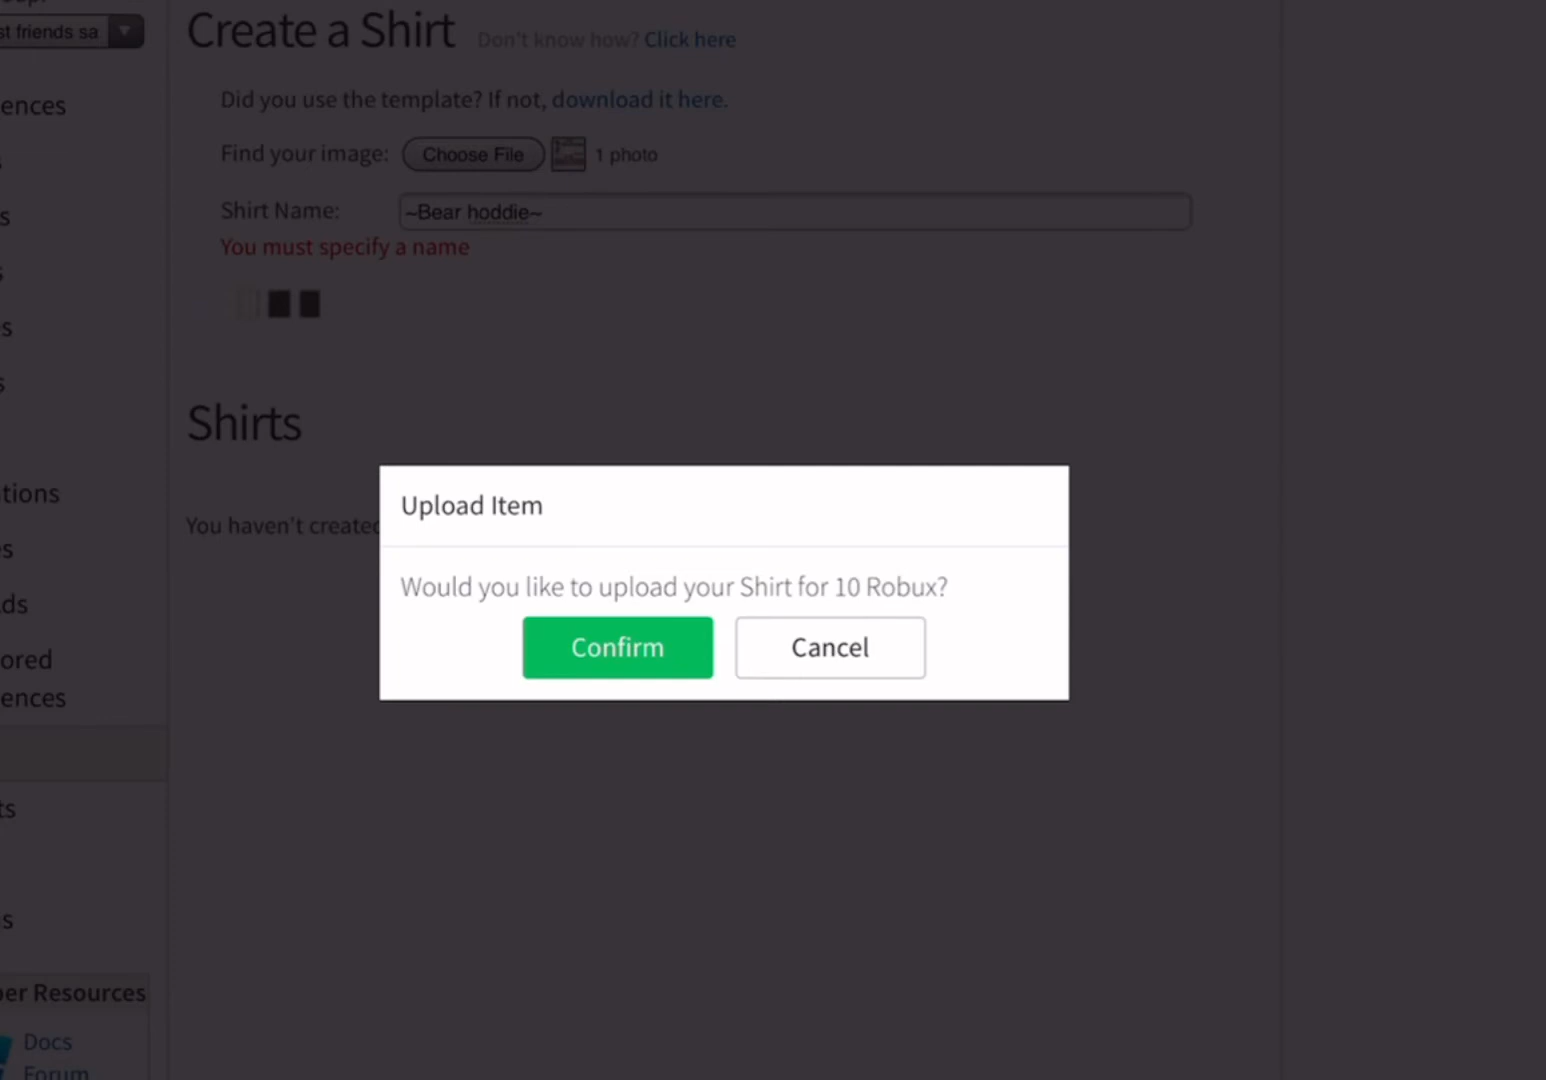 st friends sa
Create a Shirt Don't know how? Click here
Did you use the template? If not, download it here.
ences
Find your image: Choose File 1 photo
Shirt Name: ~Bear hoddie~
s
You must specify a name
s
s
s
Shirts
tions
Upload Item
You haven't created
s
Would you like to upload your Shirt for 10 Robux?
ds
Confirm Cancel
ored
ences
ts
s
er Resources
Docs
Forum